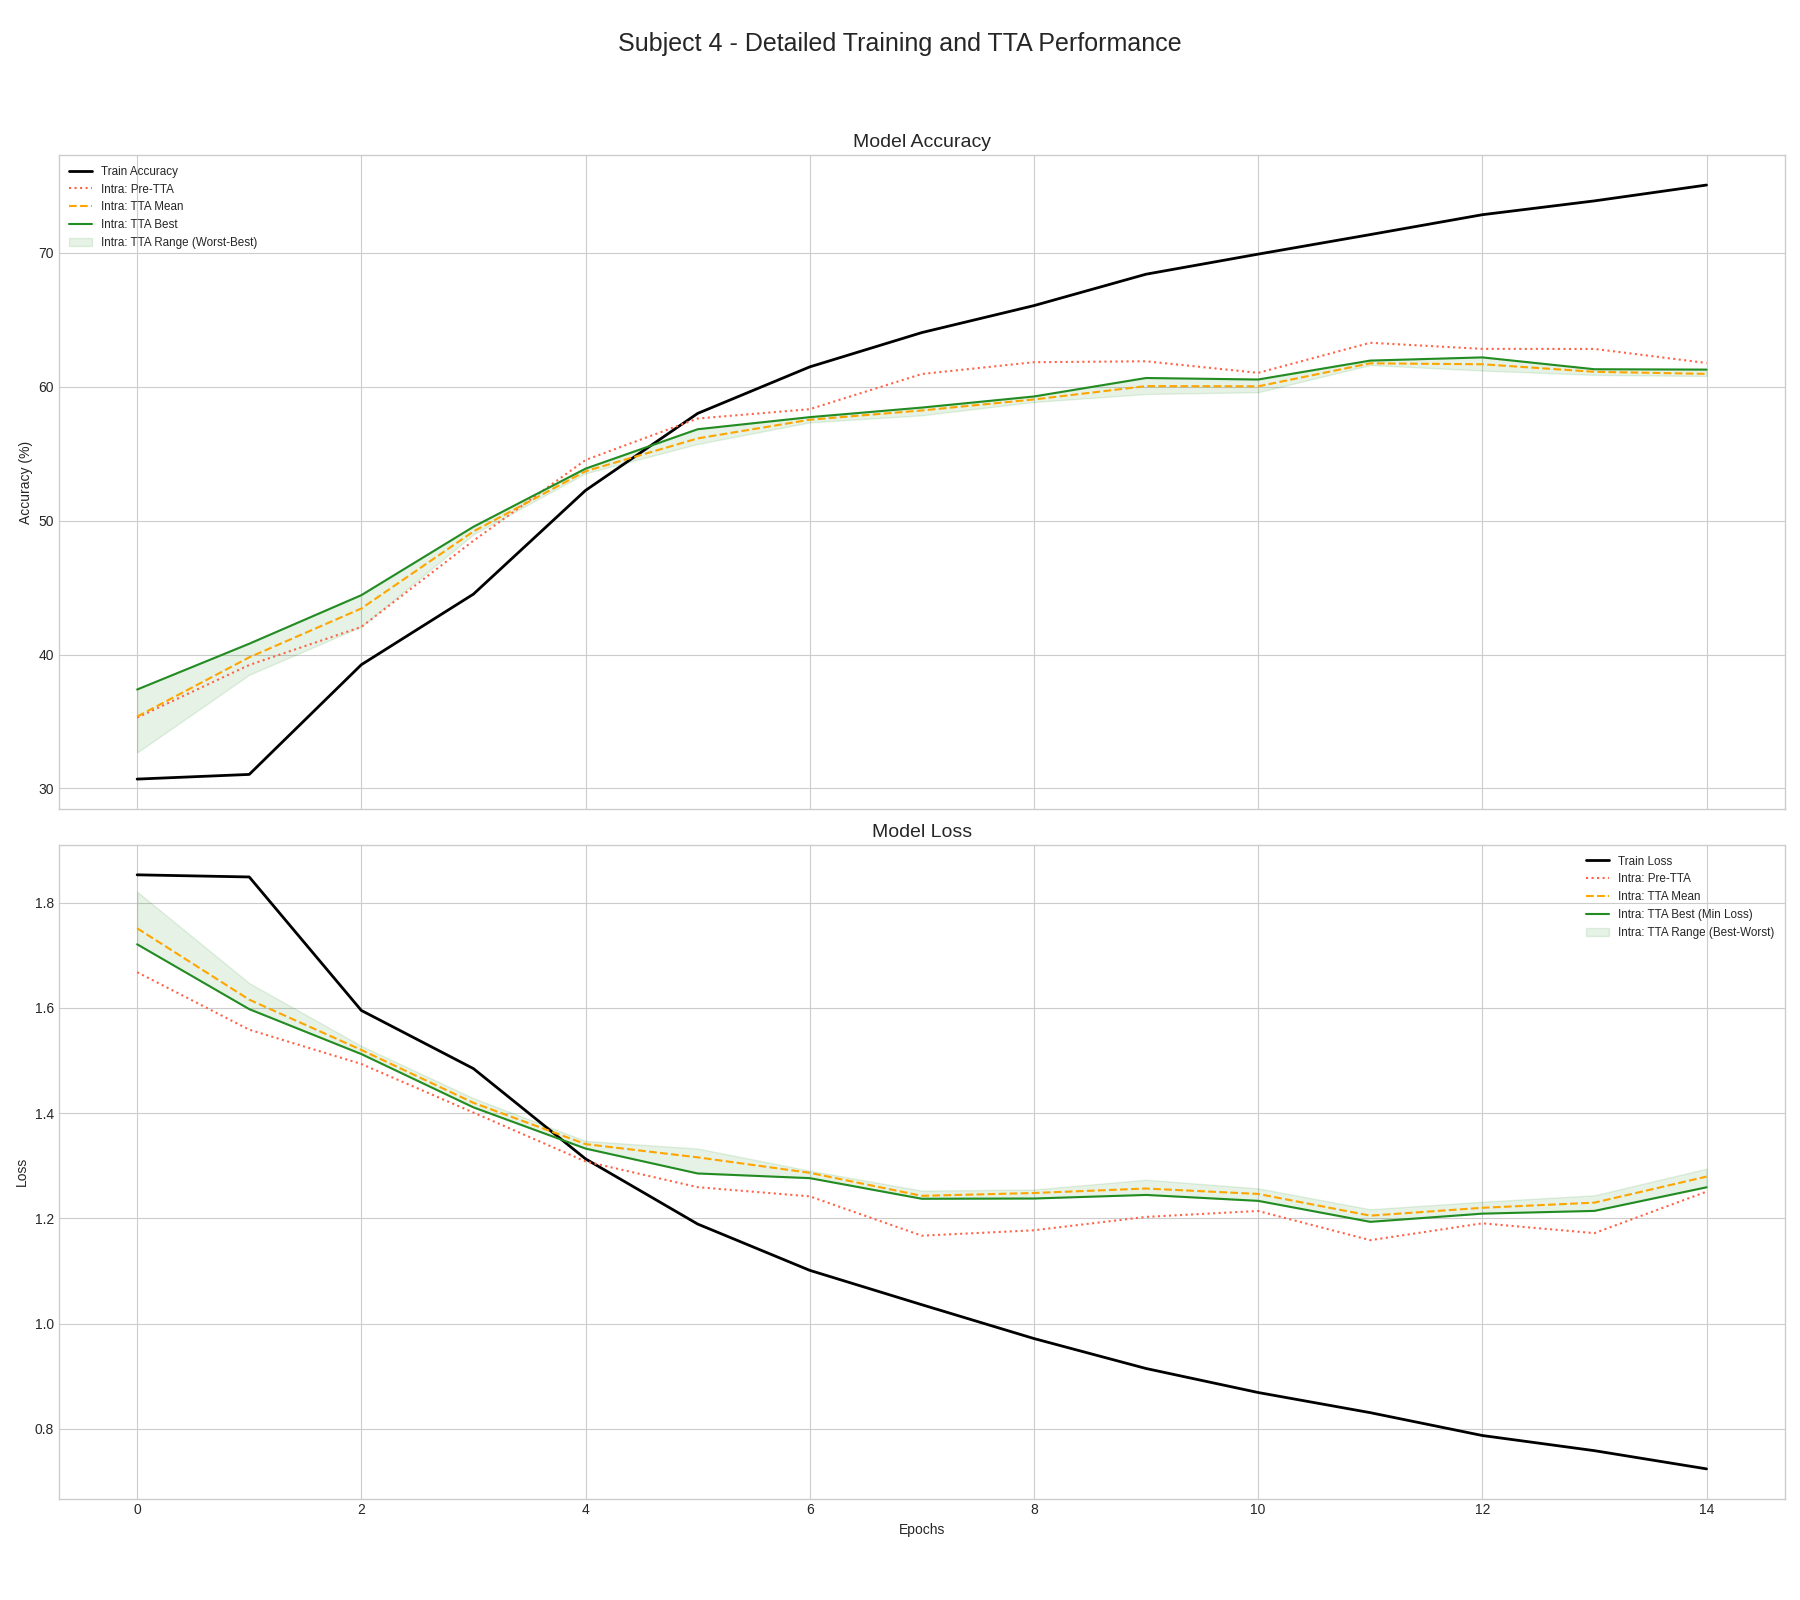 Subject 4 - Detailed Training and TTA Performance
Model Accuracy
Train Accuracy
Intra: Pre-TTA
Intra: TTA Mean
Intra: TTA Best
Intra: TTA Range (Worst-Best)
Accuracy (%)
70
60
50
40
30
Model Loss
Train Loss
Intra: Pre-TTA
Intra: TTA Mean
Intra: TTA Best (Min Loss)
Intra: TTA Range (Best-Worst)
Loss
1.8
1.6
1.4
1.2
1.0
0.8
0 2 4 6 8 10 12 14
Epochs